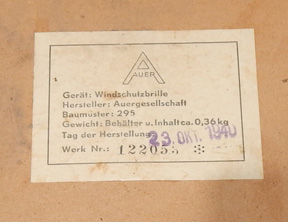 AUER
Gerät: Windschutzbrille
Hersteller: Auergesellschaft
Baumuster: 295
Gewicht: Behälter u. Inhalt ca. 0,36 kg
Tag der Herstellung 23. OKT. 1940
Werk Nr.: 122055 *